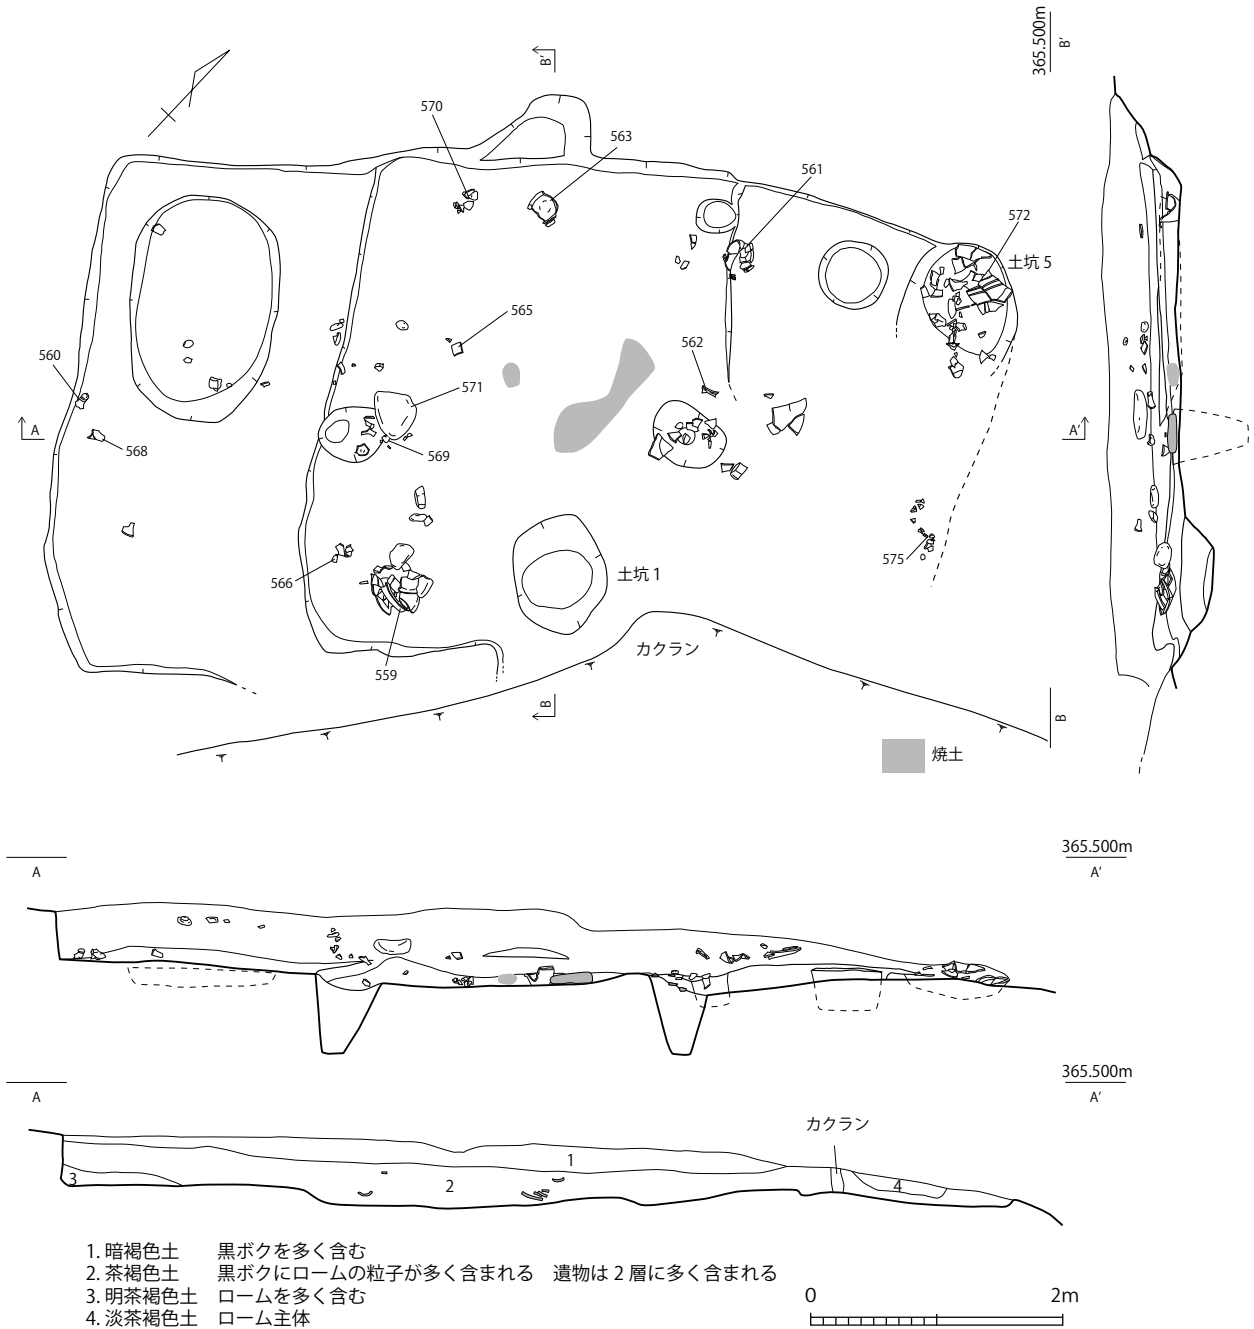 365.500m
B′
B′
570
563
561
572
土坑 5
565
562
560
571
A
A′
568
569
575
566
土坑 1
カクラン
559
B
B
焼土
365.500m
A
A′
365.500m
A
A′
カクラン
1
2
3
4
1. 暗褐色土　黒ボクを多く含む
2. 茶褐色土　黒ボクにロームの粒子が多く含まれる　遺物は 2 層に多く含まれる
3. 明茶褐色土　ロームを多く含む
4. 淡茶褐色土　ローム主体
0 2m